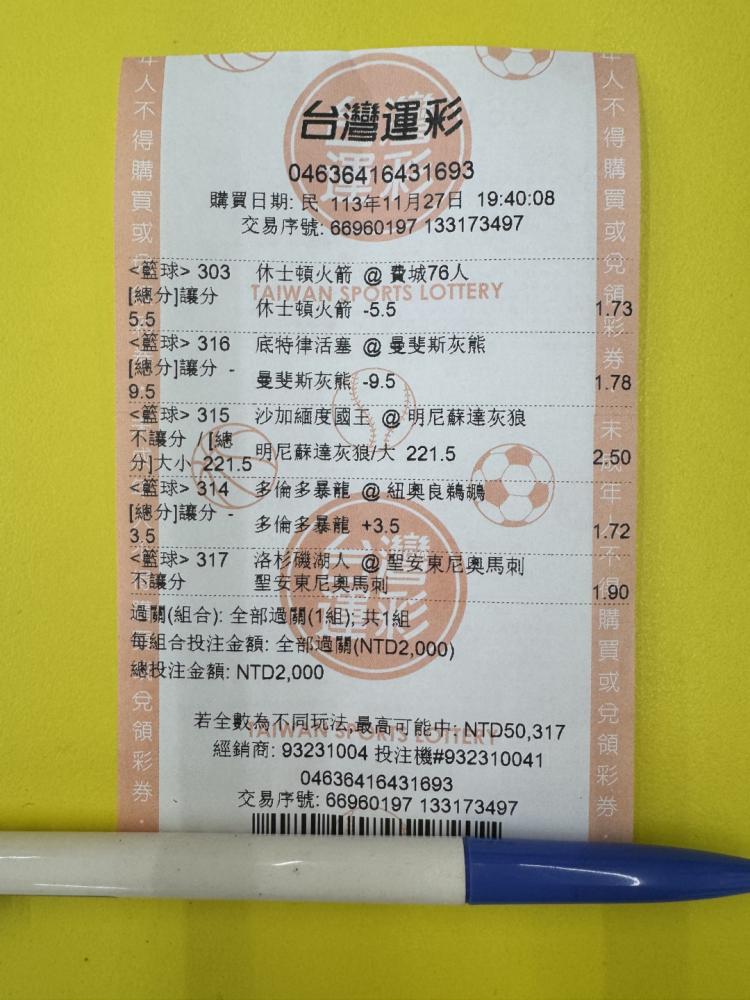 台灣運彩
04636416431693
購買日期: 民 113年11月27日 19:40:08
交易序號: 66960197 133173497
<籃球> 303 休士頓火箭 @ 費城76人
[總分]讓分
TAIWAN SPORTS LOTTERY
5.5 休士頓火箭 -5.5 1.73
<籃球> 316 底特律活塞 @ 曼斐斯灰熊
[總分]讓分 -
9.5 曼斐斯灰熊 -9.5 1.78
<籃球> 315 沙加緬度國王 @ 明尼蘇達灰狼
不讓分 / [總
分]大小 221.5 明尼蘇達灰狼/大 221.5 2.50
<籃球> 314 多倫多暴龍 @ 紐奧良鵜鶘
[總分]讓分 -
3.5 多倫多暴龍 +3.5 1.72
<籃球> 317 洛杉磯湖人 @ 聖安東尼奧馬刺
不讓分 聖安東尼奧馬刺 1.90
台灣
運彩
過關(組合): 全部過關(1組); 共1組
每組合投注金額: 全部過關(NTD2,000)
總投注金額: NTD2,000
若全數為不同玩法,最高可能中: NTD50,317
TAIWAN SPORTS LOTTERY
經銷商: 93231004 投注機#932310041
04636416431693
交易序號: 66960197 133173497
年人不得購買或兌領彩券
領彩券 未成年人不得購買或兌領彩券